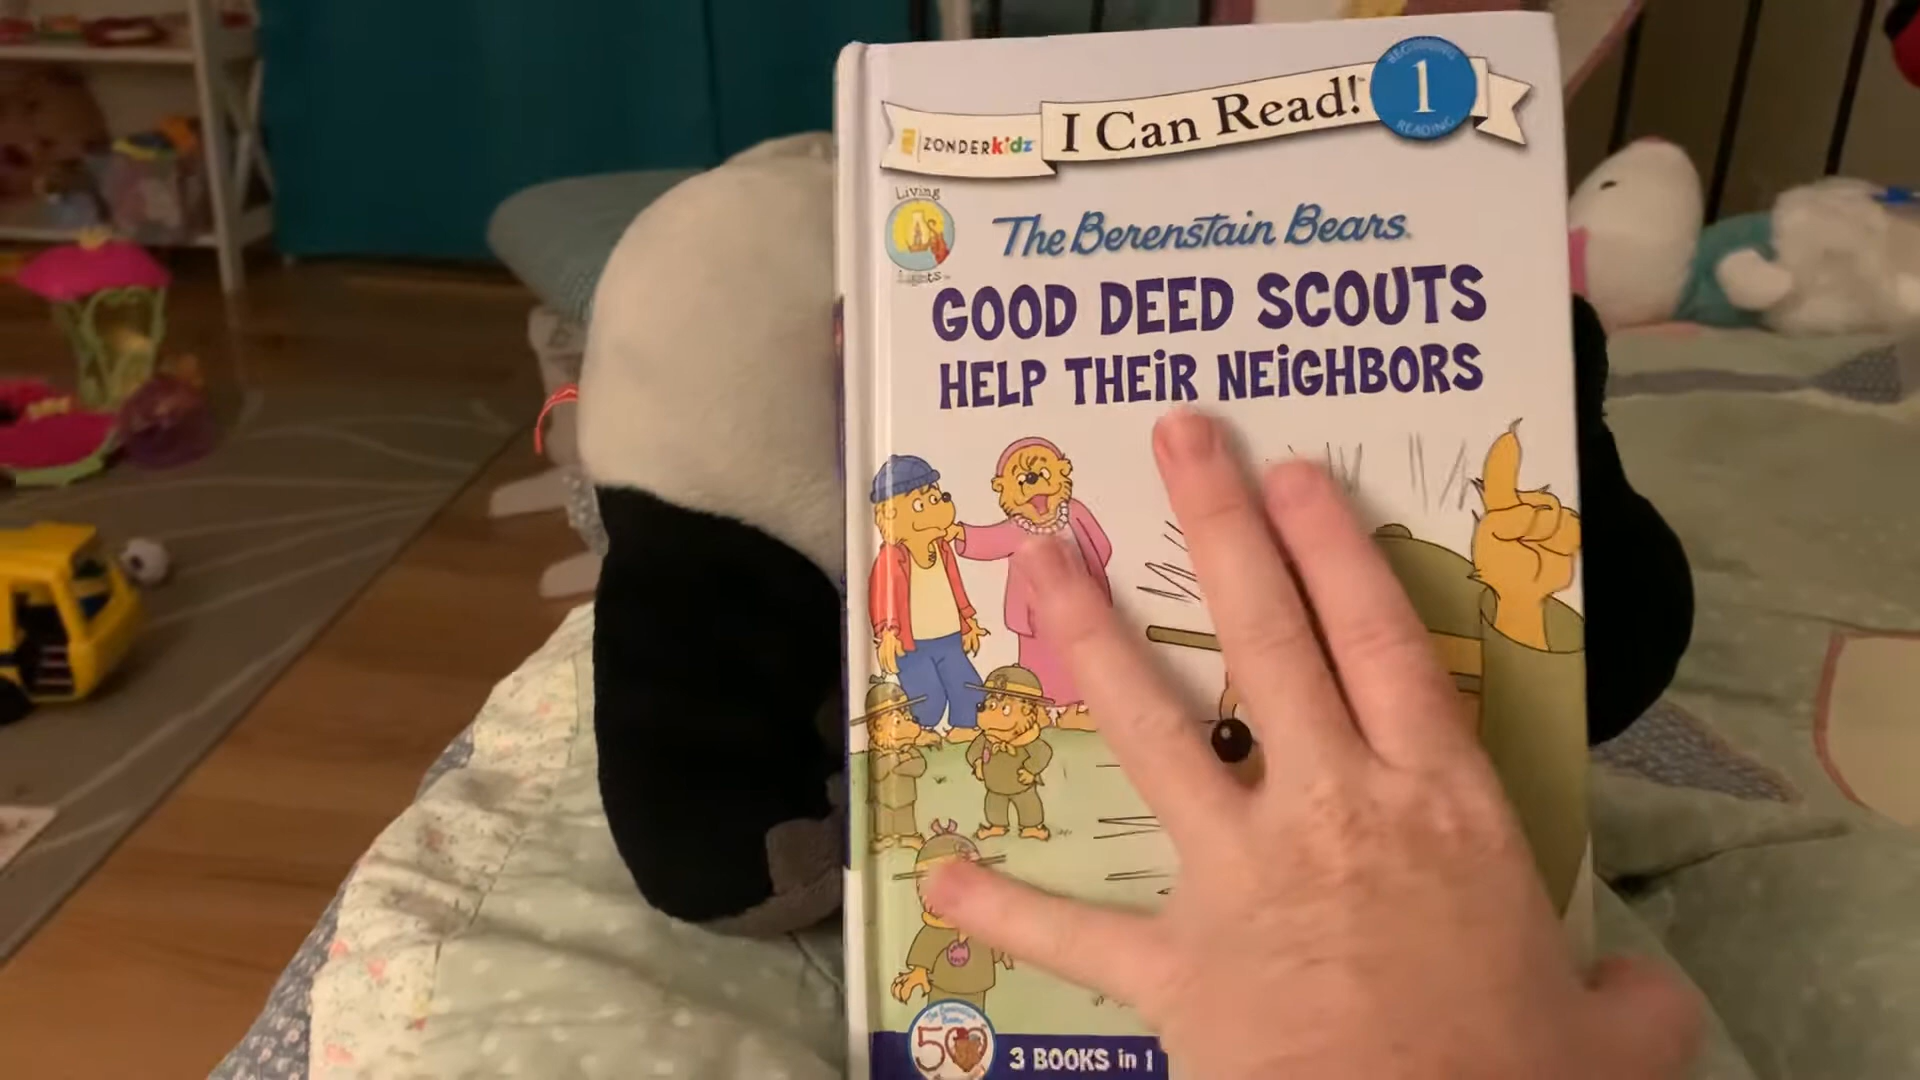 BEGINNING
1
READING
ZONDERkidz
I Can Read!
Living
Lights
The Berenstain Bears
GOOD DEED SCOUTS
HELP THEiR NEiGHBORS
50
3 BOOKS in 1